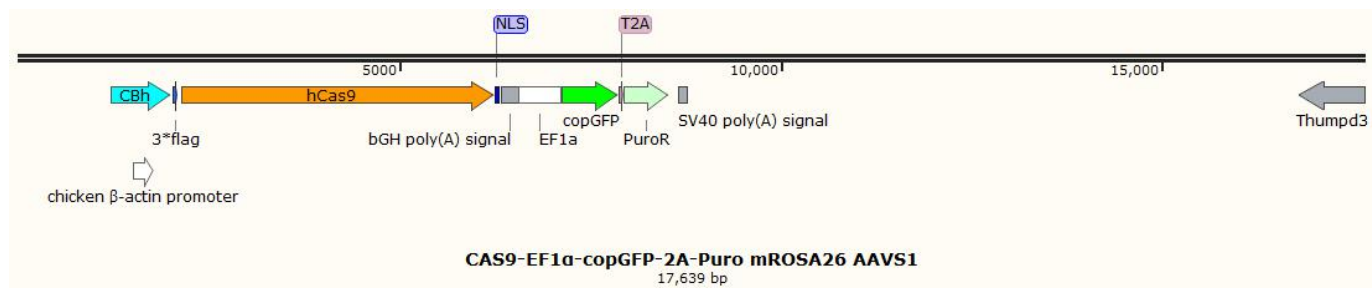 NLS T2A
5000 10,000 15,000
CBh hCas9
copGFP
3*flag bGH poly(A) signal EF1a PuroR SV40 poly(A) signal Thumpd3
chicken β-actin promoter
CAS9-EF1α-copGFP-2A-Puro mROSA26 AAVS1
17,639 bp